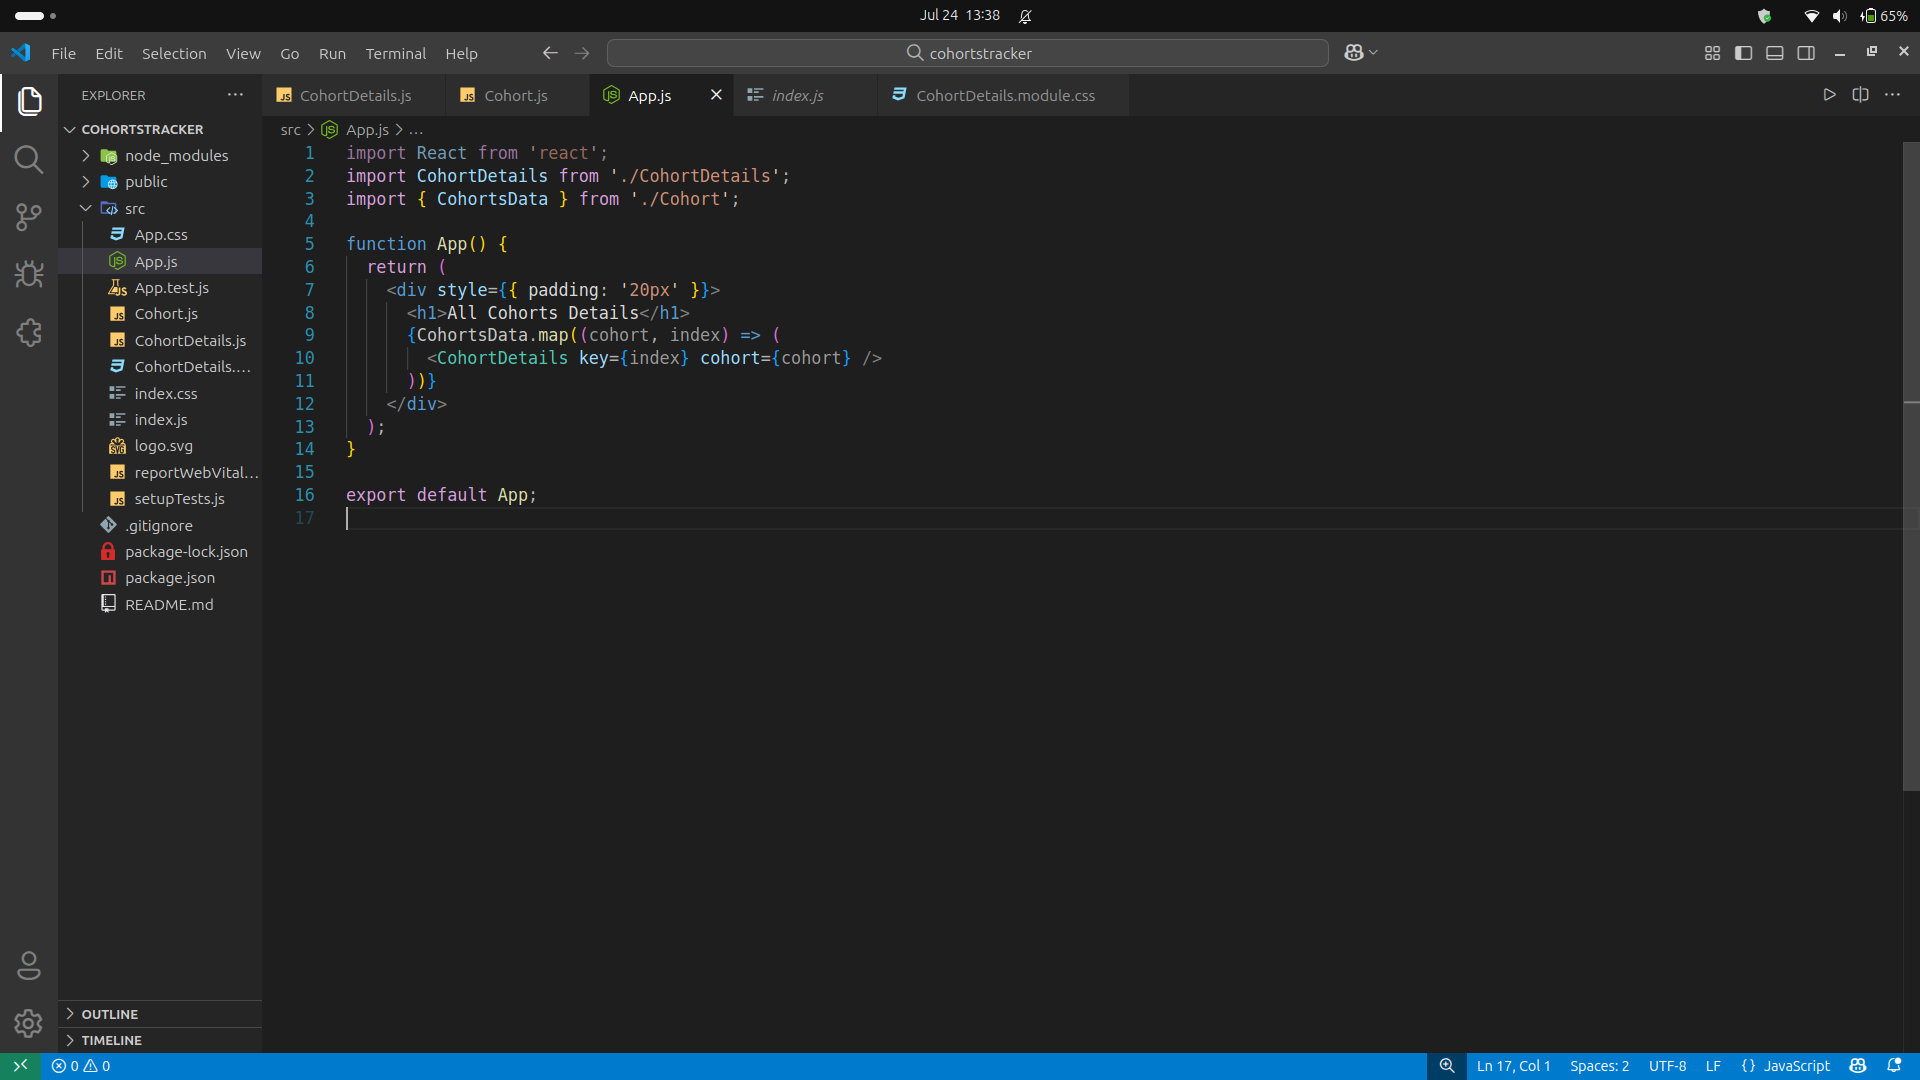 Jul 24 13:38
65%
File Edit Selection View Go Run Terminal Help
cohortstracker
EXPLORER
CohortDetails.js
Cohort.js
App.js
index.js
CohortDetails.module.css
COHORTSTRACKER
node_modules
public
src
App.css
App.js
App.test.js
Cohort.js
CohortDetails.js
CohortDetails....
index.css
index.js
logo.svg
reportWebVital...
setupTests.js
.gitignore
package-lock.json
package.json
README.md
OUTLINE
TIMELINE
src > App.js > ...
1 import React from 'react';
2 import CohortDetails from './CohortDetails';
3 import { CohortsData } from './Cohort';
4
5 function App() {
6 return (
7 <div style={{ padding: '20px' }}>
8 <h1>All Cohorts Details</h1>
9 {CohortsData.map((cohort, index) => (
10 <CohortDetails key={index} cohort={cohort} />
11 ))}
12 </div>
13 );
14 }
15
16 export default App;
17
0 0
Ln 17, Col 1 Spaces: 2 UTF-8 LF {} JavaScript